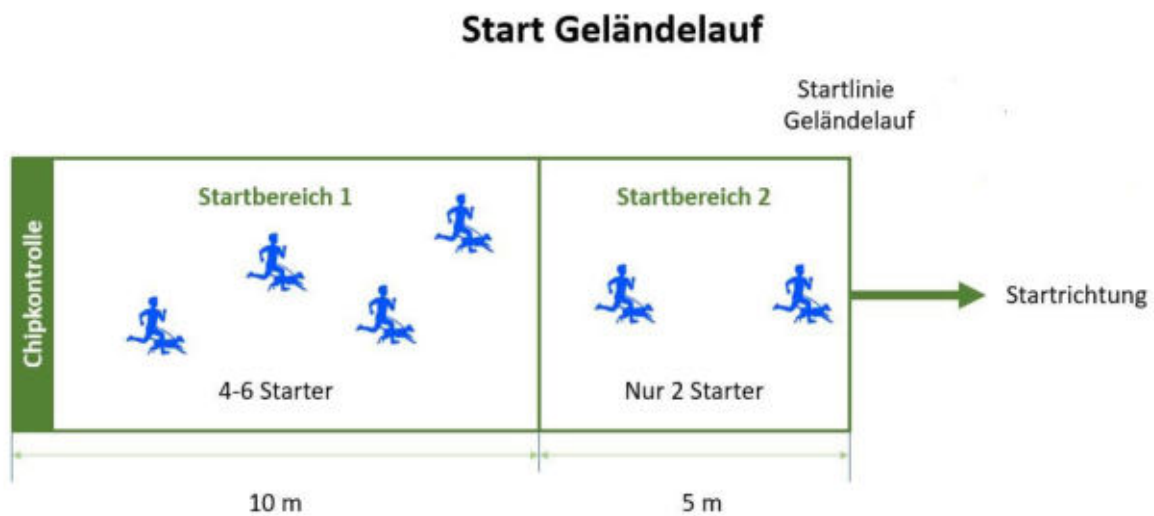 Start Geländelauf
Startlinie
Geländelauf
Chipkontrolle
Startbereich 1
Startbereich 2
Startrichtung
4-6 Starter
Nur 2 Starter
10 m
5 m